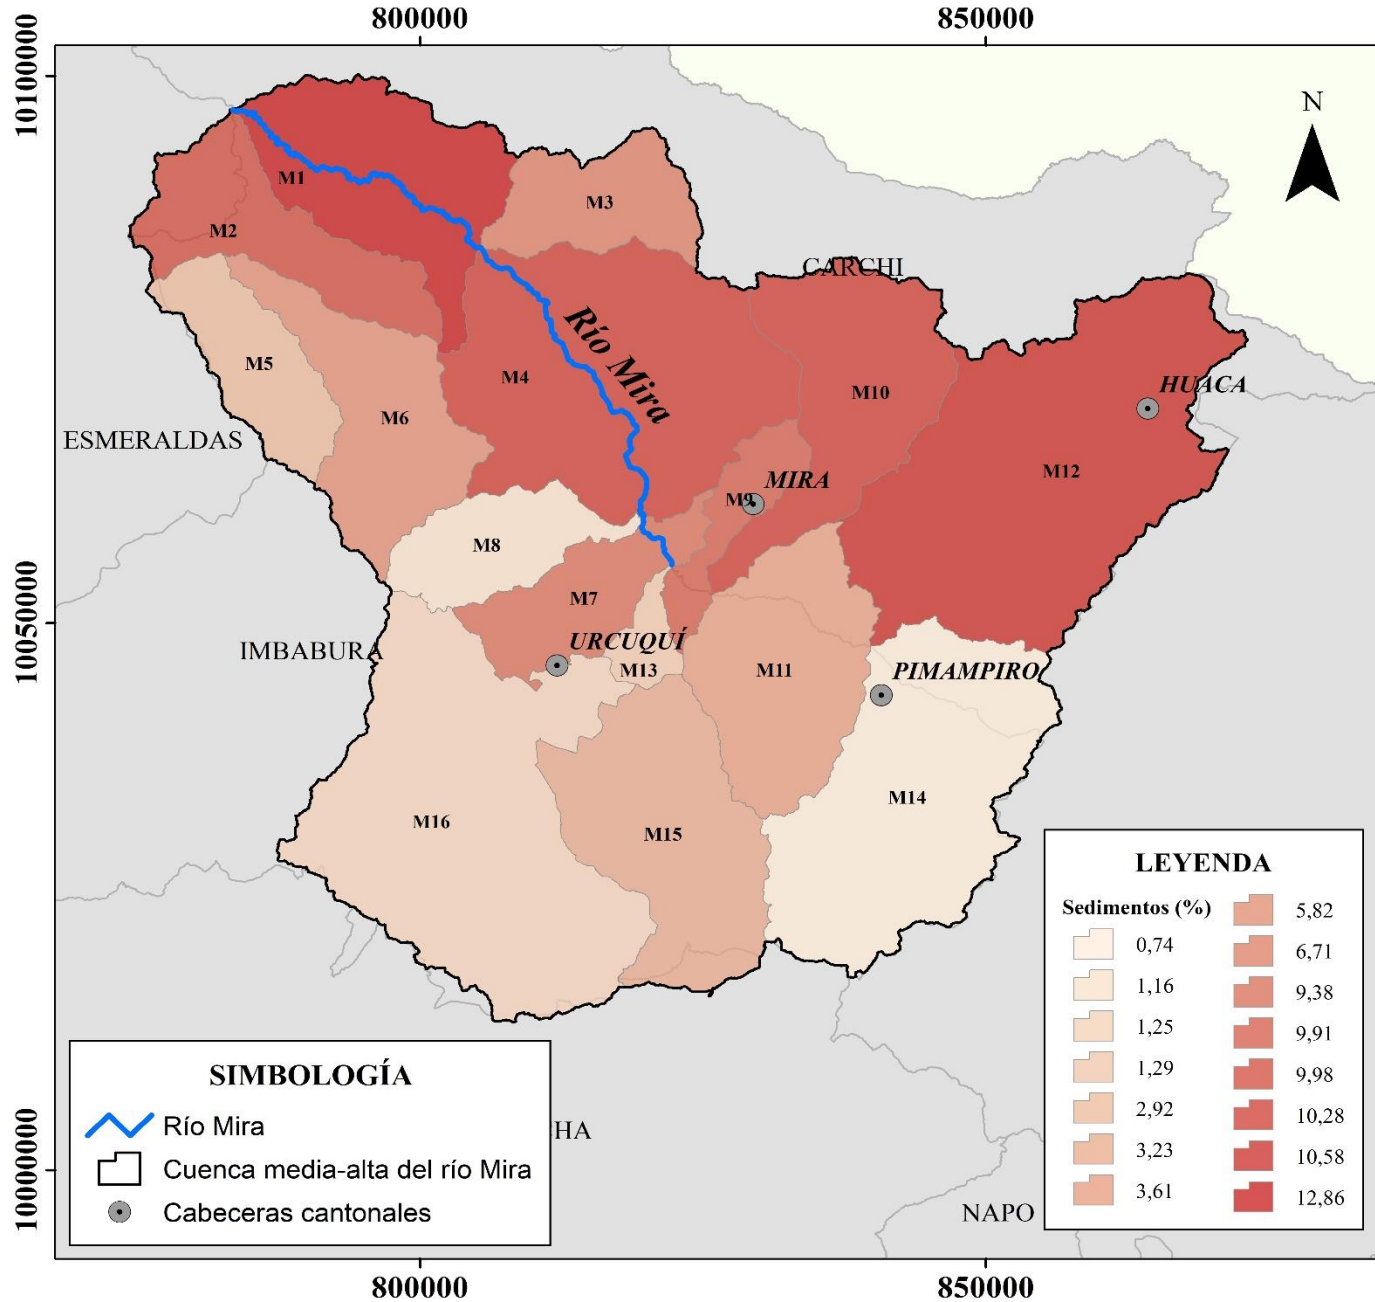 800000
850000
10100000
N
M1
M3
M2
CARCHI
Río Mira
M5
M4
HUACA
M10
M6
ESMERALDAS
M12
MIRA
M9
M8
M7
URCUQUÍ
IMBABURA
M13
M11
PIMAMPIRO
10050000
M14
M16
M15
LEYENDA
Sedimentos (%)
0,74
1,16
1,25
1,29
2,92
3,23
3,61
5,82
6,71
9,38
9,91
9,98
10,28
10,58
12,86
SIMBOLOGÍA
Río Mira
Cuenca media-alta del río Mira
Cabeceras cantonales
HA
NAPO
10000000
800000
850000